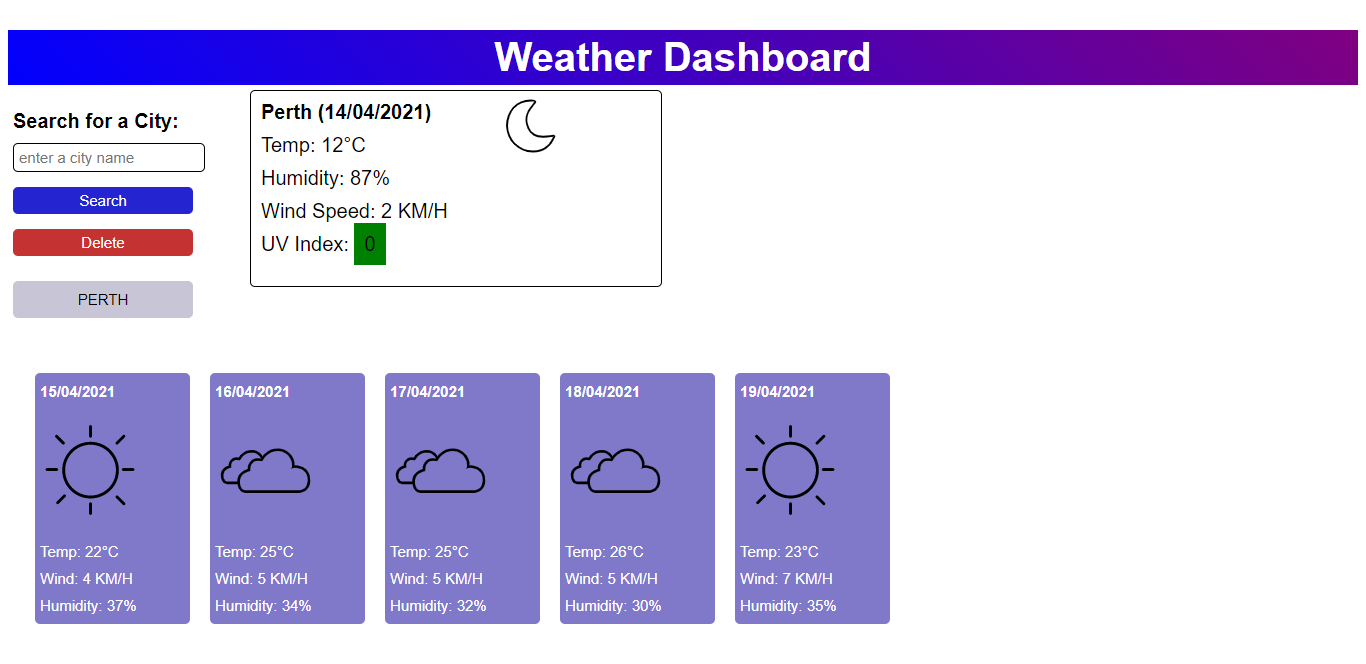 Weather Dashboard
Search for a City:
enter a city name
Search
Delete
PERTH
Perth (14/04/2021)
Temp: 12°C
Humidity: 87%
Wind Speed: 2 KM/H
UV Index: 0
15/04/2021
Temp: 22°C
Wind: 4 KM/H
Humidity: 37%
16/04/2021
Temp: 25°C
Wind: 5 KM/H
Humidity: 34%
17/04/2021
Temp: 25°C
Wind: 5 KM/H
Humidity: 32%
18/04/2021
Temp: 26°C
Wind: 5 KM/H
Humidity: 30%
19/04/2021
Temp: 23°C
Wind: 7 KM/H
Humidity: 35%